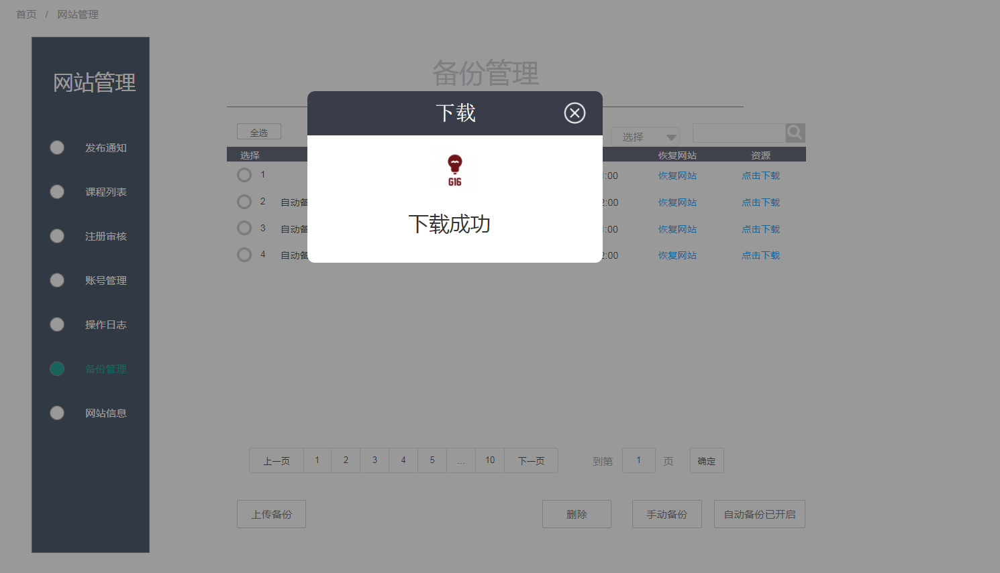 首页 / 网站管理
网站管理
发布通知
课程列表
注册审核
账号管理
操作日志
备份管理
网站信息
备份管理
下载
G16
下载成功
全选
选择
选择 恢复网站 资源
1 :00 恢复网站 点击下载
2 自动备 2:00 恢复网站 点击下载
3 自动备 :00 恢复网站 点击下载
4 自动备 2:00 恢复网站 点击下载
上一页 1 2 3 4 5 ... 10 下一页 到第 1 页 确定
上传备份 删除 手动备份 自动备份已开启